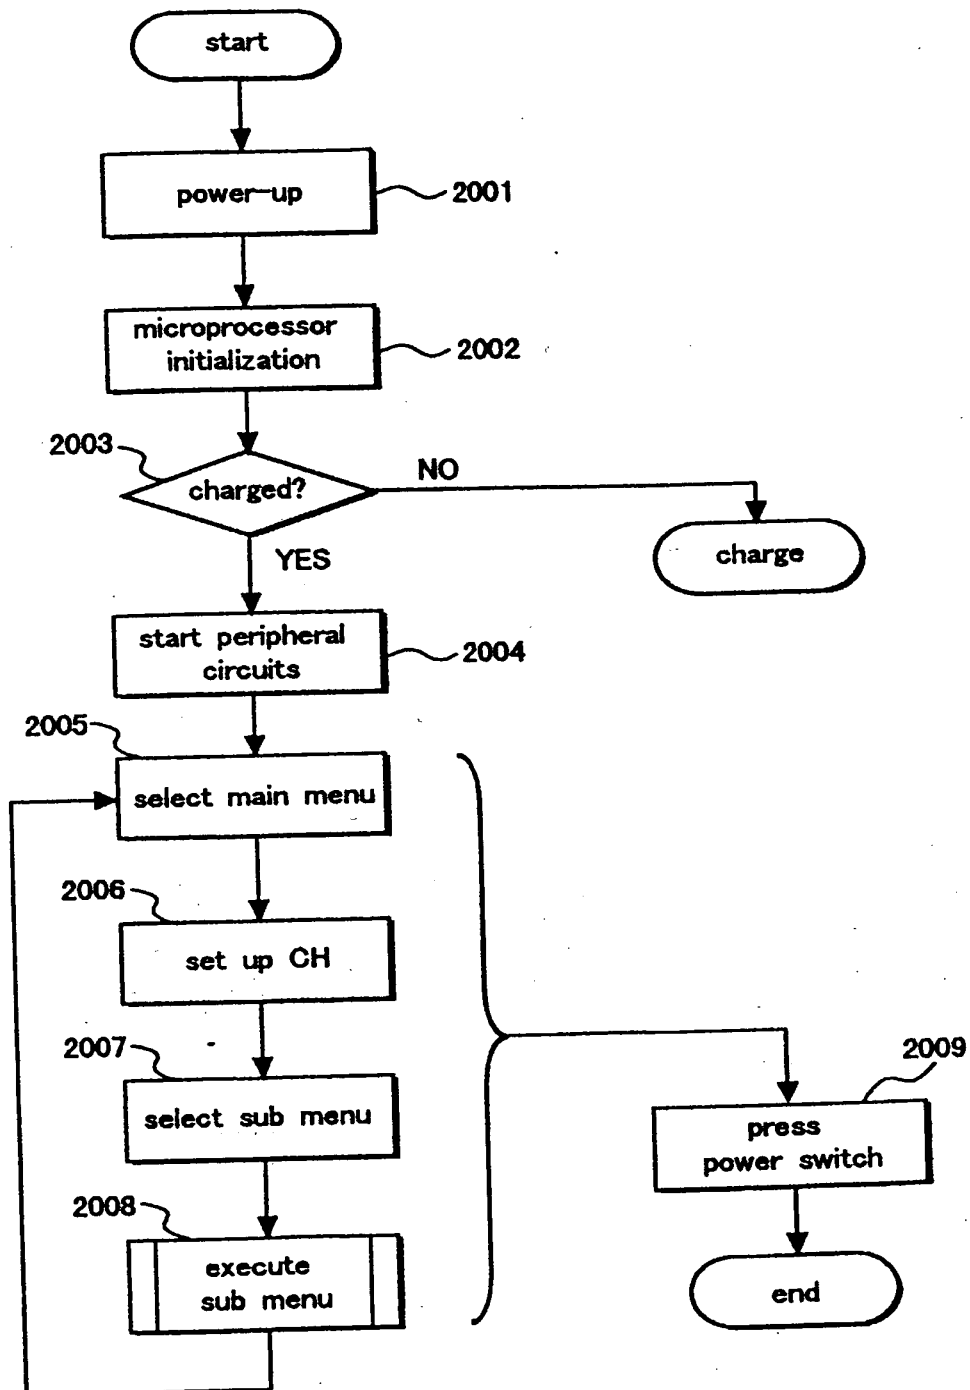 start
power-up
2001
microprocessor
initialization
2002
2003
charged?
NO
YES
charge
start peripheral
circuits
2004
2005
select main menu
2006
set up CH
2007
select sub menu
2008
execute
sub menu
2009
press
power switch
end